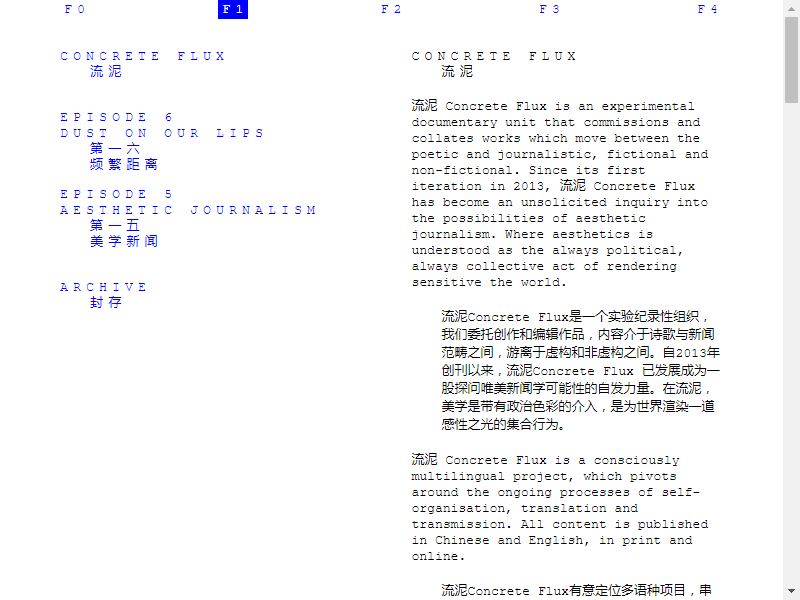 F0
F1
F2
F3
F4
CONCRETE FLUX
流泥
EPISODE 6
DUST ON OUR LIPS
第一六
频繁距离
EPISODE 5
AESTHETIC JOURNALISM
第一五
美学新闻
ARCHIVE
封存
CONCRETE FLUX
流泥
流泥 Concrete Flux is an experimental
documentary unit that commissions and
collates works which move between the
poetic and journalistic, fictional and
non-fictional. Since its first
iteration in 2013, 流泥 Concrete Flux
has become an unsolicited inquiry into
the possibilities of aesthetic
journalism. Where aesthetics is
understood as the always political,
always collective act of rendering
sensitive the world.
流泥Concrete Flux是一个实验纪录性组织，
我们委托创作和编辑作品，内容介于诗歌与新闻
范畴之间，游离于虚构和非虚构之间。自2013年
创刊以来，流泥Concrete Flux 已发展成为一
股探问唯美新闻学可能性的自发力量。在流泥，
美学是带有政治色彩的介入，是为世界渲染一道
感性之光的集合行为。
流泥 Concrete Flux is a consciously
multilingual project, which pivots
around the ongoing processes of self-
organisation, translation and
transmission. All content is published
in Chinese and English, in print and
online.
流泥Concrete Flux有意定位多语种项目，串